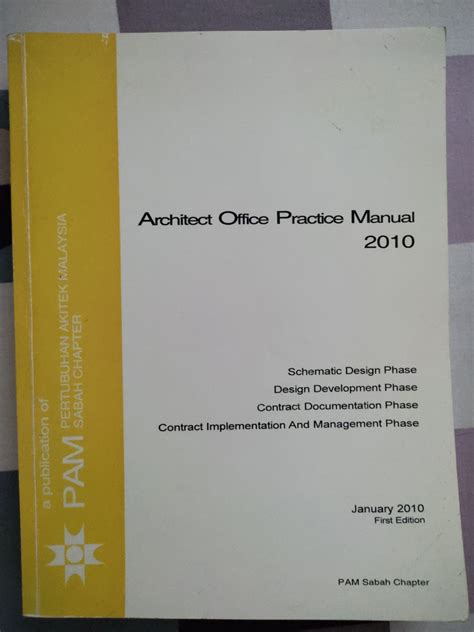 a publication of
PAM
PERTUBUHAN AKITEK MALAYSIA
SABAH CHAPTER
Architect Office Practice Manual
2010
Schematic Design Phase
Design Development Phase
Contract Documentation Phase
Contract Implementation And Management Phase
January 2010
First Edition
PAM Sabah Chapter